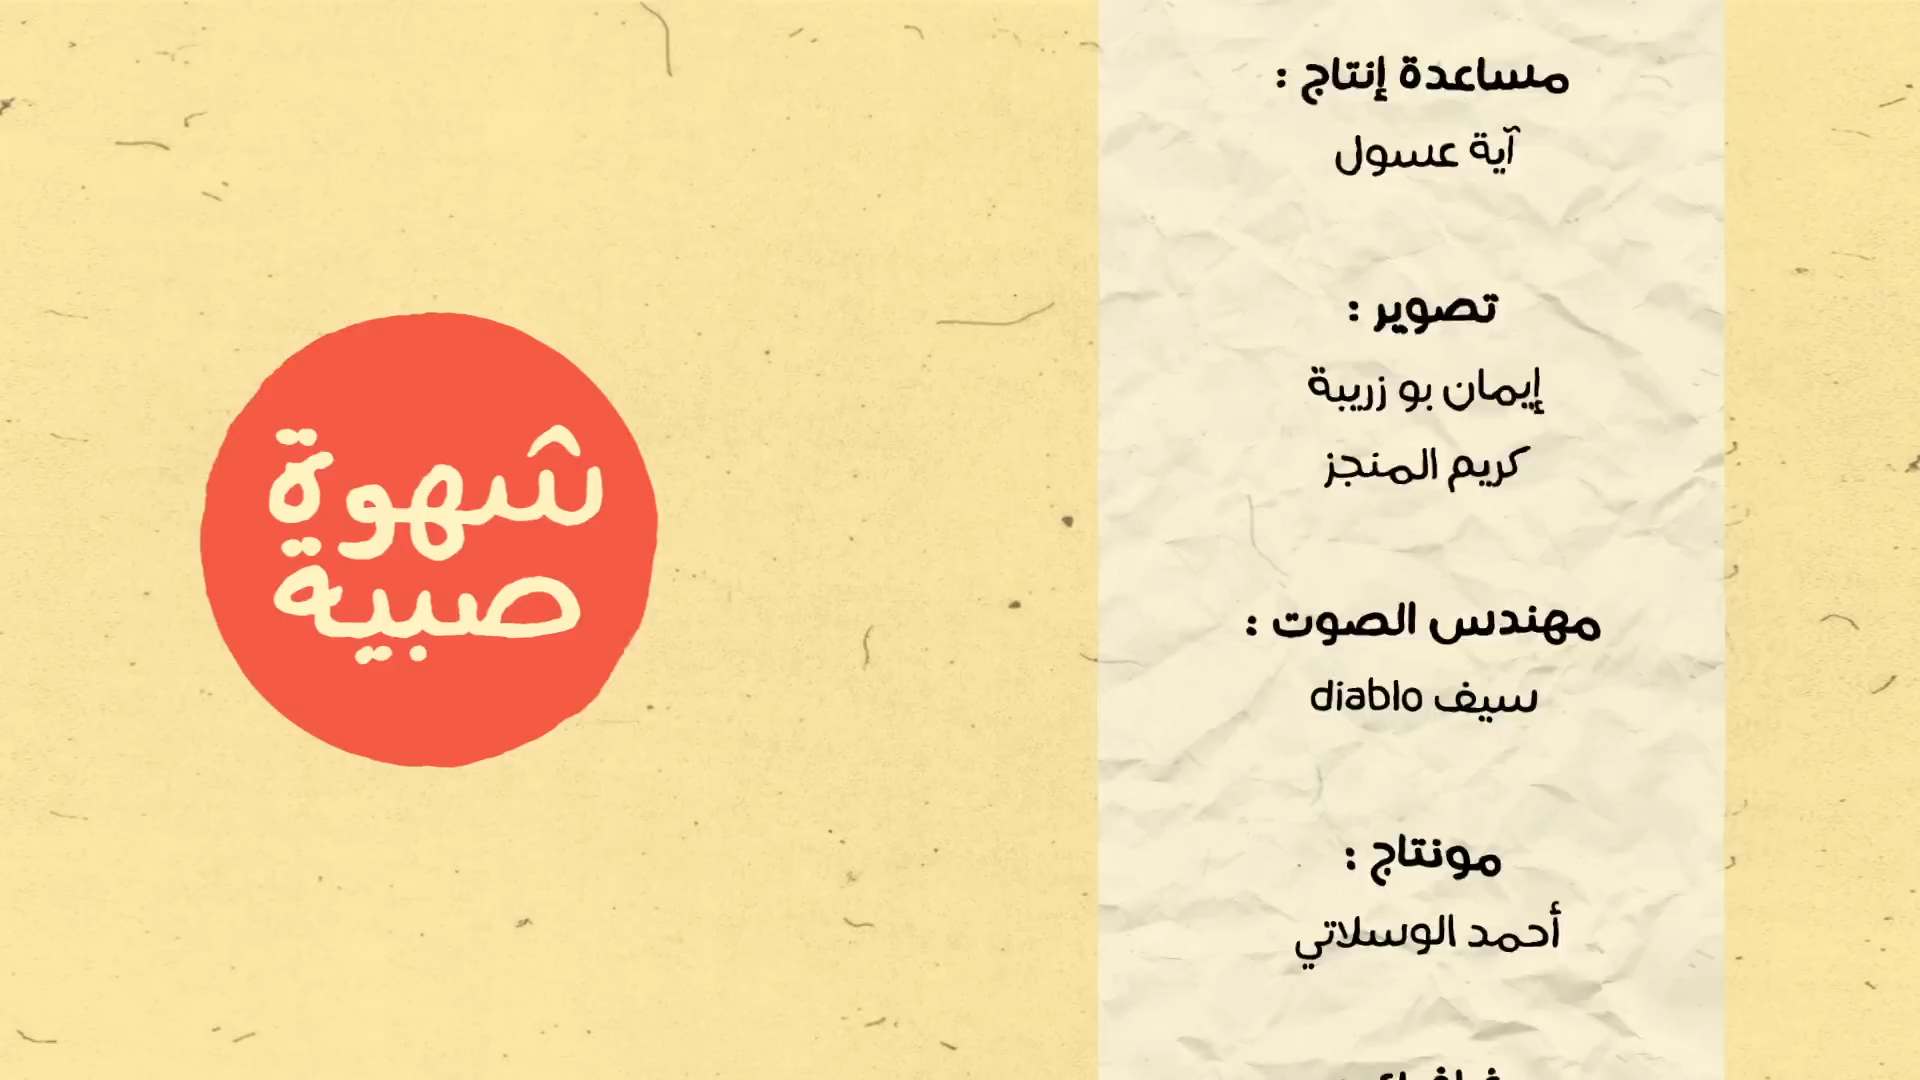 شهوة
صبية
مساعدة إنتاج :
آية عسول
تصوير :
إيمان بو زريبة
كريم المنجز
مهندس الصوت :
سيف diablo
مونتاج :
أحمد الوسلاتي